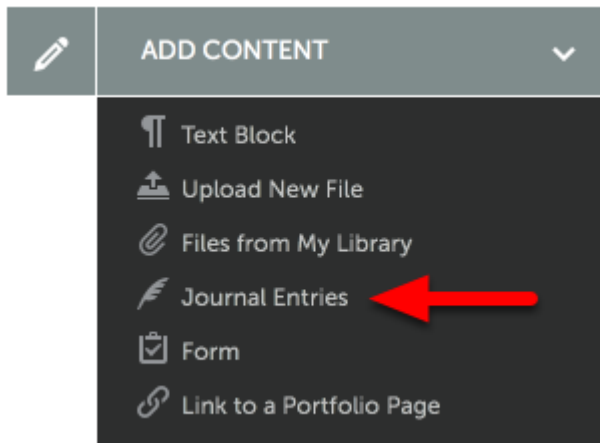 ADD CONTENT
Text Block
Upload New File
Files from My Library
Journal Entries
Form
Link to a Portfolio Page